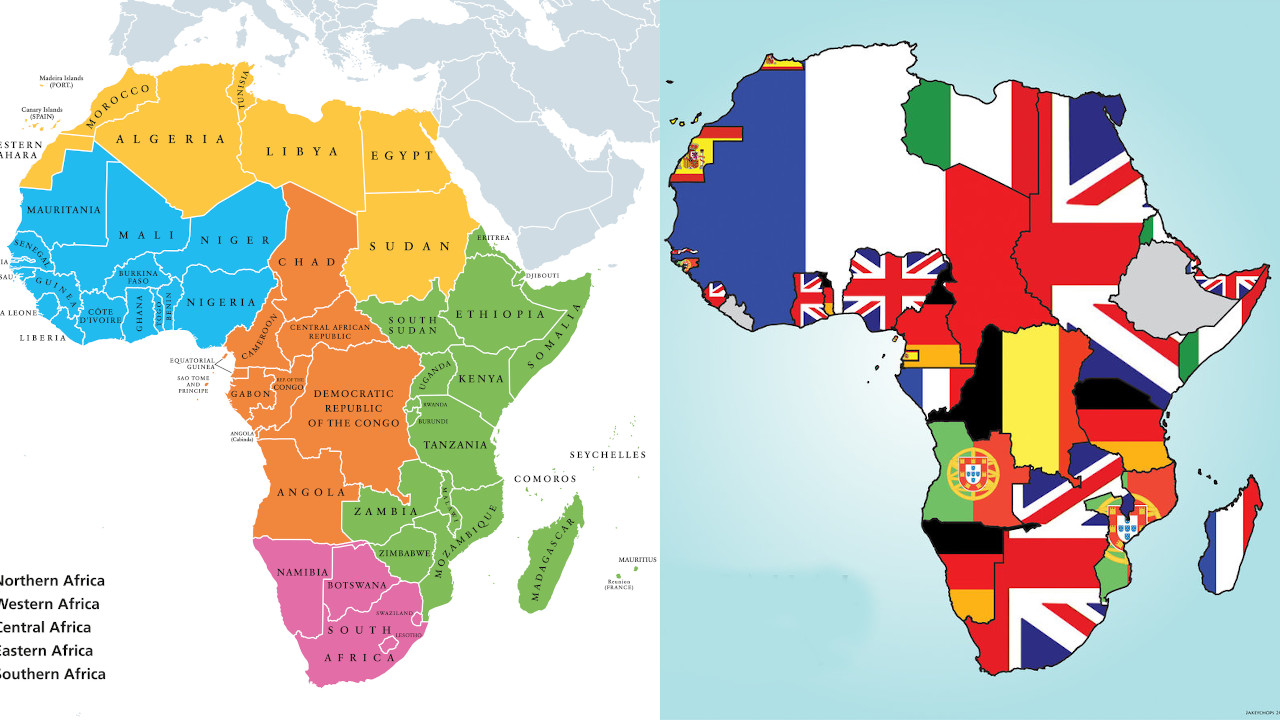 Madeira Islands
(PORT.)
Canary Islands
(SPAIN)
MOROCCO
TUNISIA
ALGERIA
LIBYA
EGYPT
ESTERN
AHARA
MAURITANIA
MALI
NIGER
CHAD
SUDAN
ERITREA
DJIBOUTI
SENEGAL
GUINEA
BURKINA
FASO
CÔTE
D'IVOIRE
GHANA
TOGO
BENIN
NIGERIA
A LEONE
LIBERIA
CAMEROON
CENTRAL AFRICAN
REPUBLIC
SOUTH
SUDAN
ETHIOPIA
SOMALIA
EQUATORIAL
GUINEA
SAO TOME
AND
PRINCIPE
GABON
REP. OF THE
CONGO
DEMOCRATIC
REPUBLIC
OF THE CONGO
UGANDA
KENYA
RWANDA
BURUNDI
TANZANIA
ANGOLA
(Cabinda)
SEYCHELLES
COMOROS
ANGOLA
ZAMBIA
MALAWI
MOZAMBIQUE
ZIMBABWE
MADAGASCAR
MAURITIUS
Reunion
(FRANCE)
NAMIBIA
BOTSWANA
SWAZILAND
LESOTHO
SOUTH
AFRICA
Northern Africa
Western Africa
Central Africa
Eastern Africa
Southern Africa